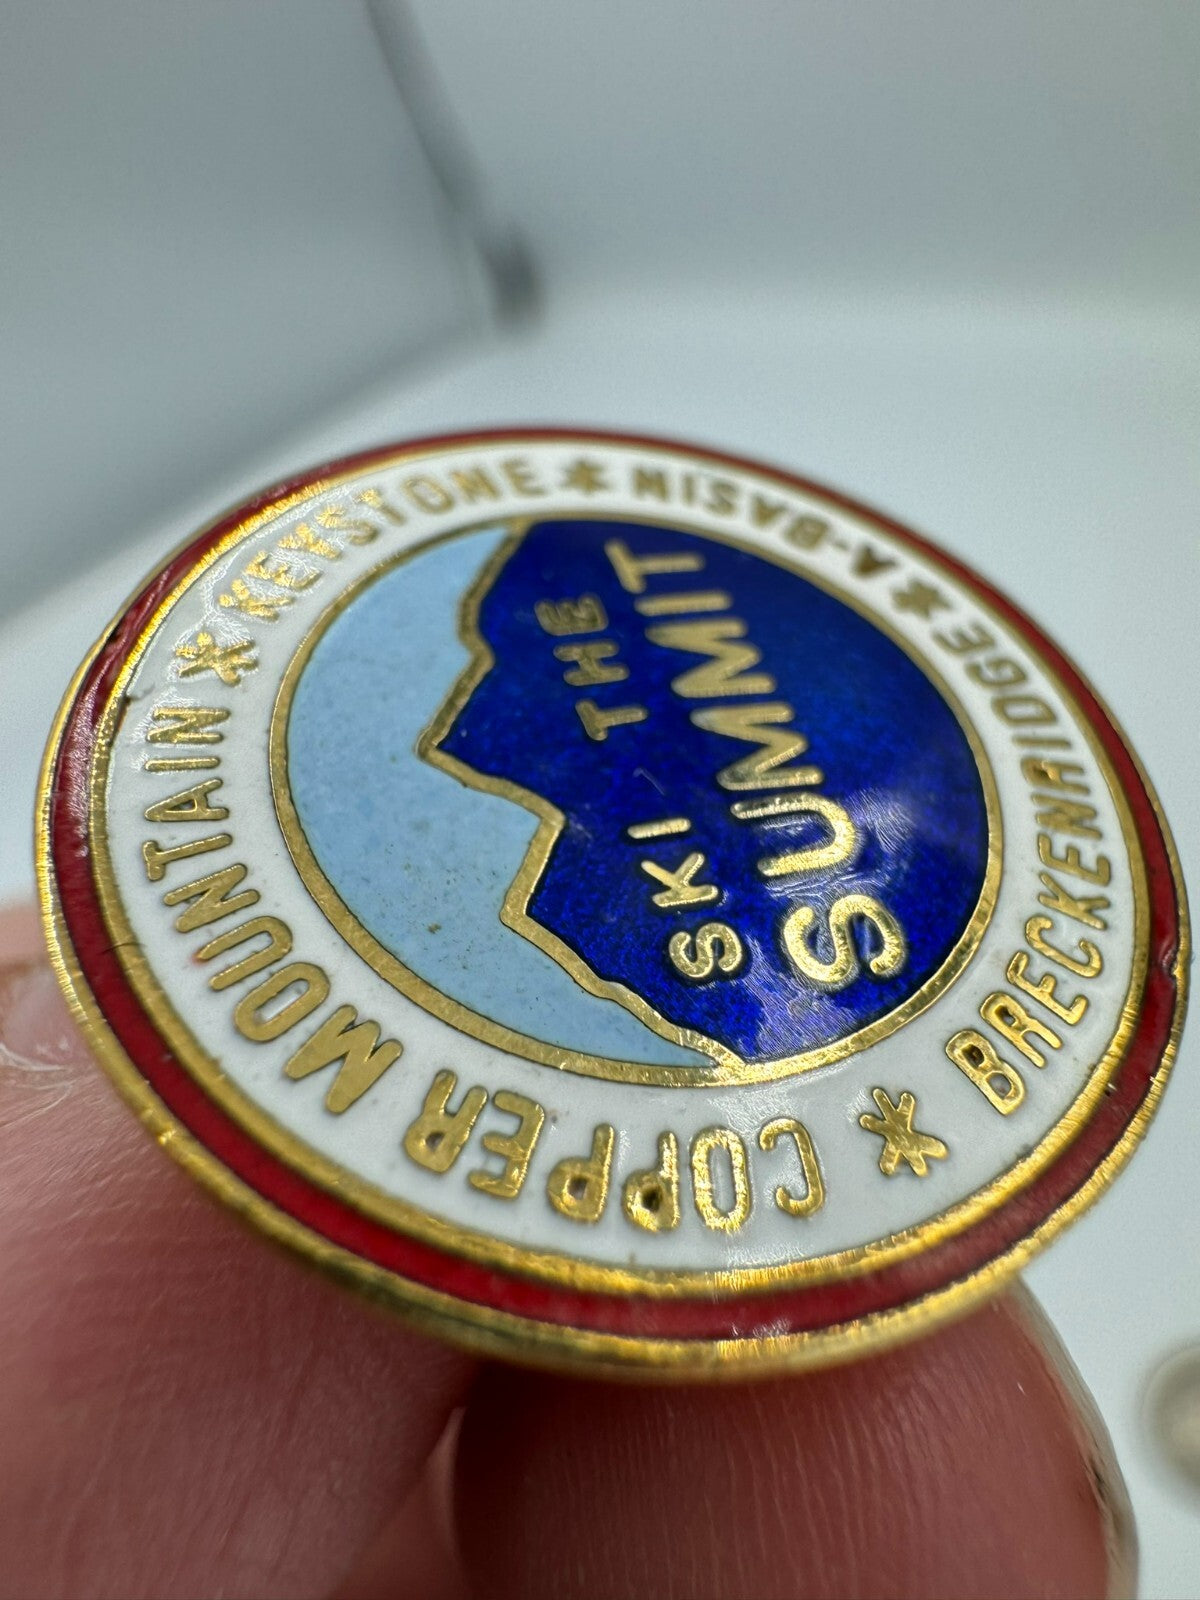 SKI THE
SUMMIT
COPPER MOUNTAIN * KEYSTONE * A-BASIN * BRECKENRIDGE *